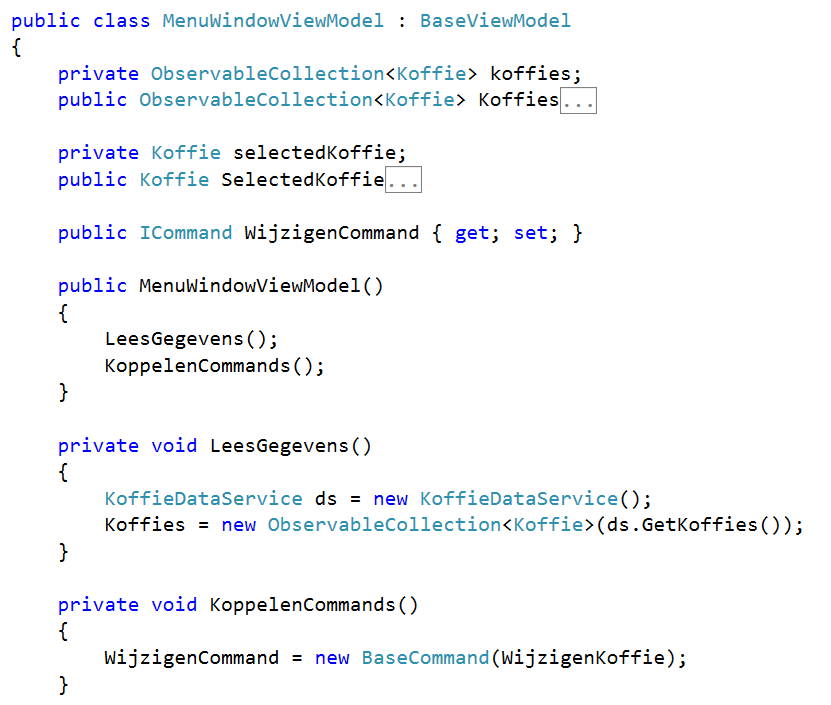 public class MenuWindowViewModel : BaseViewModel
{
    private ObservableCollection<Koffie> koffies;
    public ObservableCollection<Koffie> Koffies...

    private Koffie selectedKoffie;
    public Koffie SelectedKoffie...

    public ICommand WijzigenCommand { get; set; }

    public MenuWindowViewModel()
    {
        LeesGegevens();
        KoppelenCommands();
    }

    private void LeesGegevens()
    {
        KoffieDataService ds = new KoffieDataService();
        Koffies = new ObservableCollection<Koffie>(ds.GetKoffies());
    }

    private void KoppelenCommands()
    {
        WijzigenCommand = new BaseCommand(WijzigenKoffie);
    }